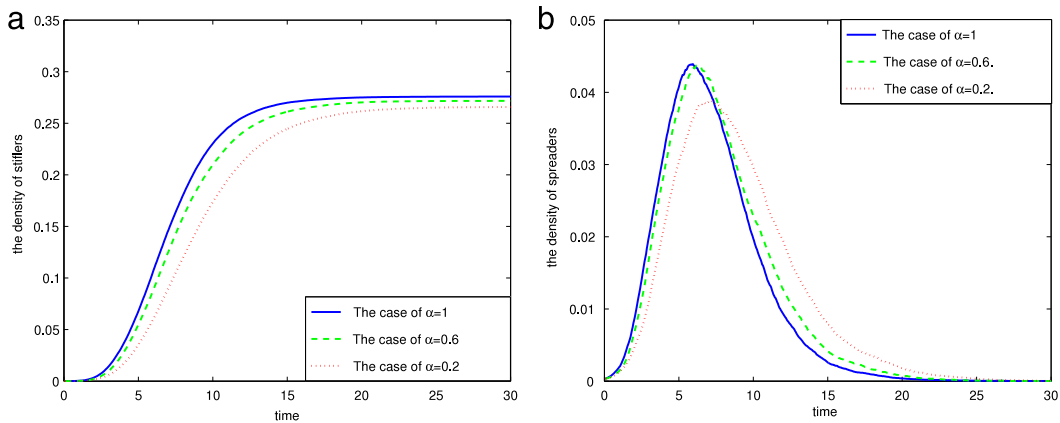 a
0.35
0.3
0.25
0.2
0.15
0.1
0.05
0
0 5 10 15 20 25 30
the density of stiflers
time
The case of α=1
The case of α=0.6
The case of α=0.2
b
0.05
0.04
0.03
0.02
0.01
0
0 5 10 15 20 25 30
the density of spreaders
time
The case of α=1
The case of α=0.6.
The case of α=0.2.